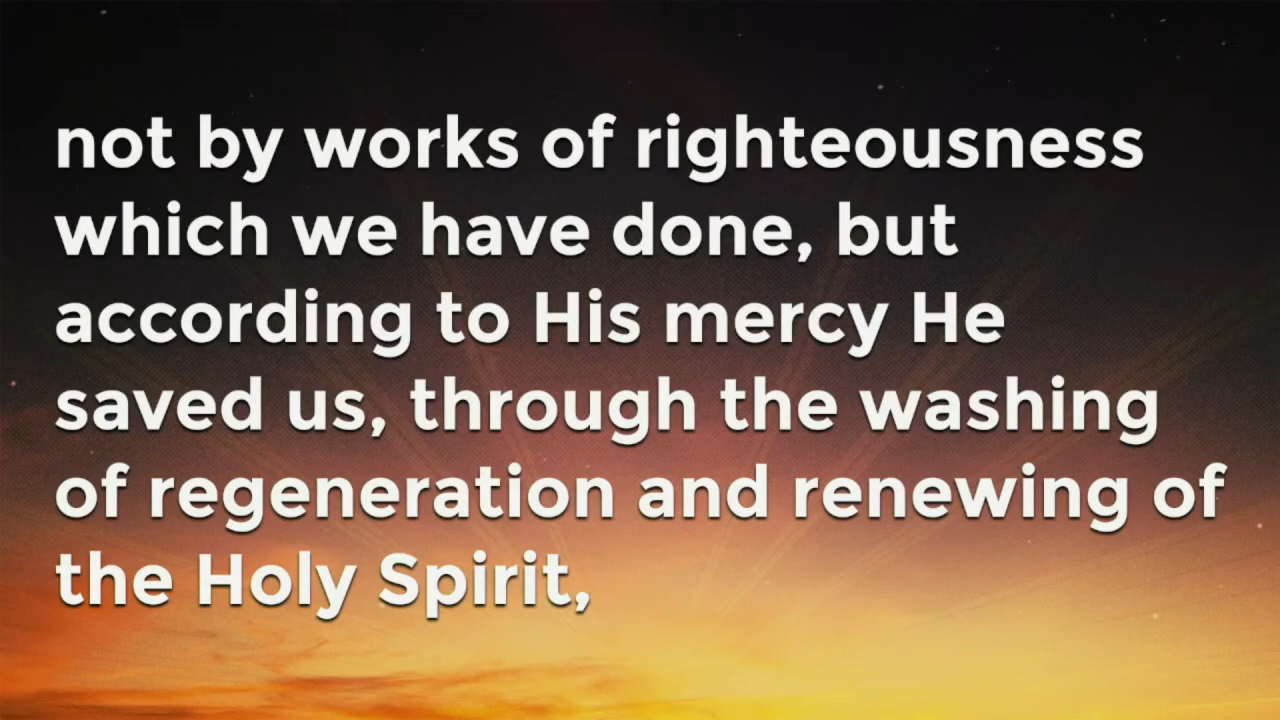 not by works of righteousness
which we have done, but
according to His mercy He
saved us, through the washing
of regeneration and renewing of
the Holy Spirit,